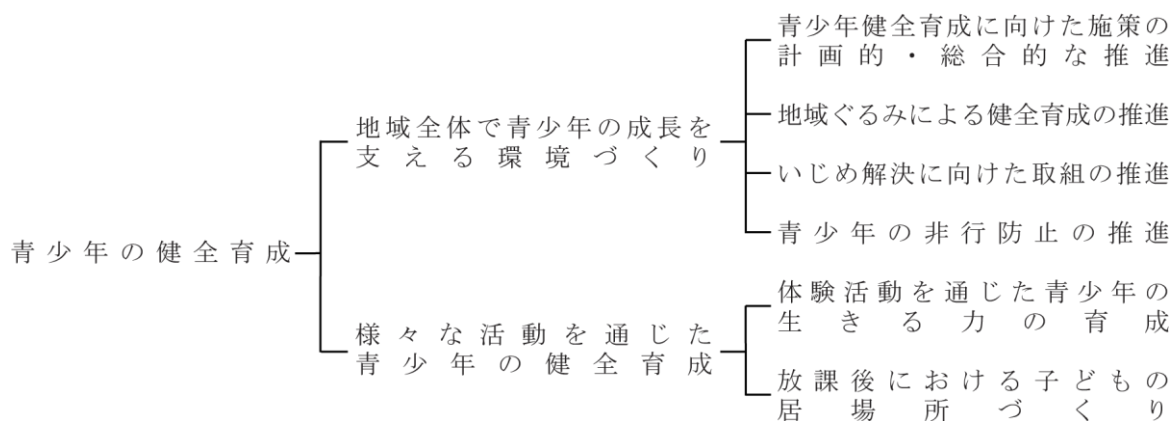 青少年の健全育成
地域全体で青少年の成長を
支える環境づくり
青少年健全育成に向けた施策の
計画的・総合的な推進
地域ぐるみによる健全育成の推進
いじめ解決に向けた取組の推進
青少年の非行防止の推進
様々な活動を通じた
青少年の健全育成
体験活動を通じた青少年の
生きる力の育成
放課後における子どもの
居場所づくり